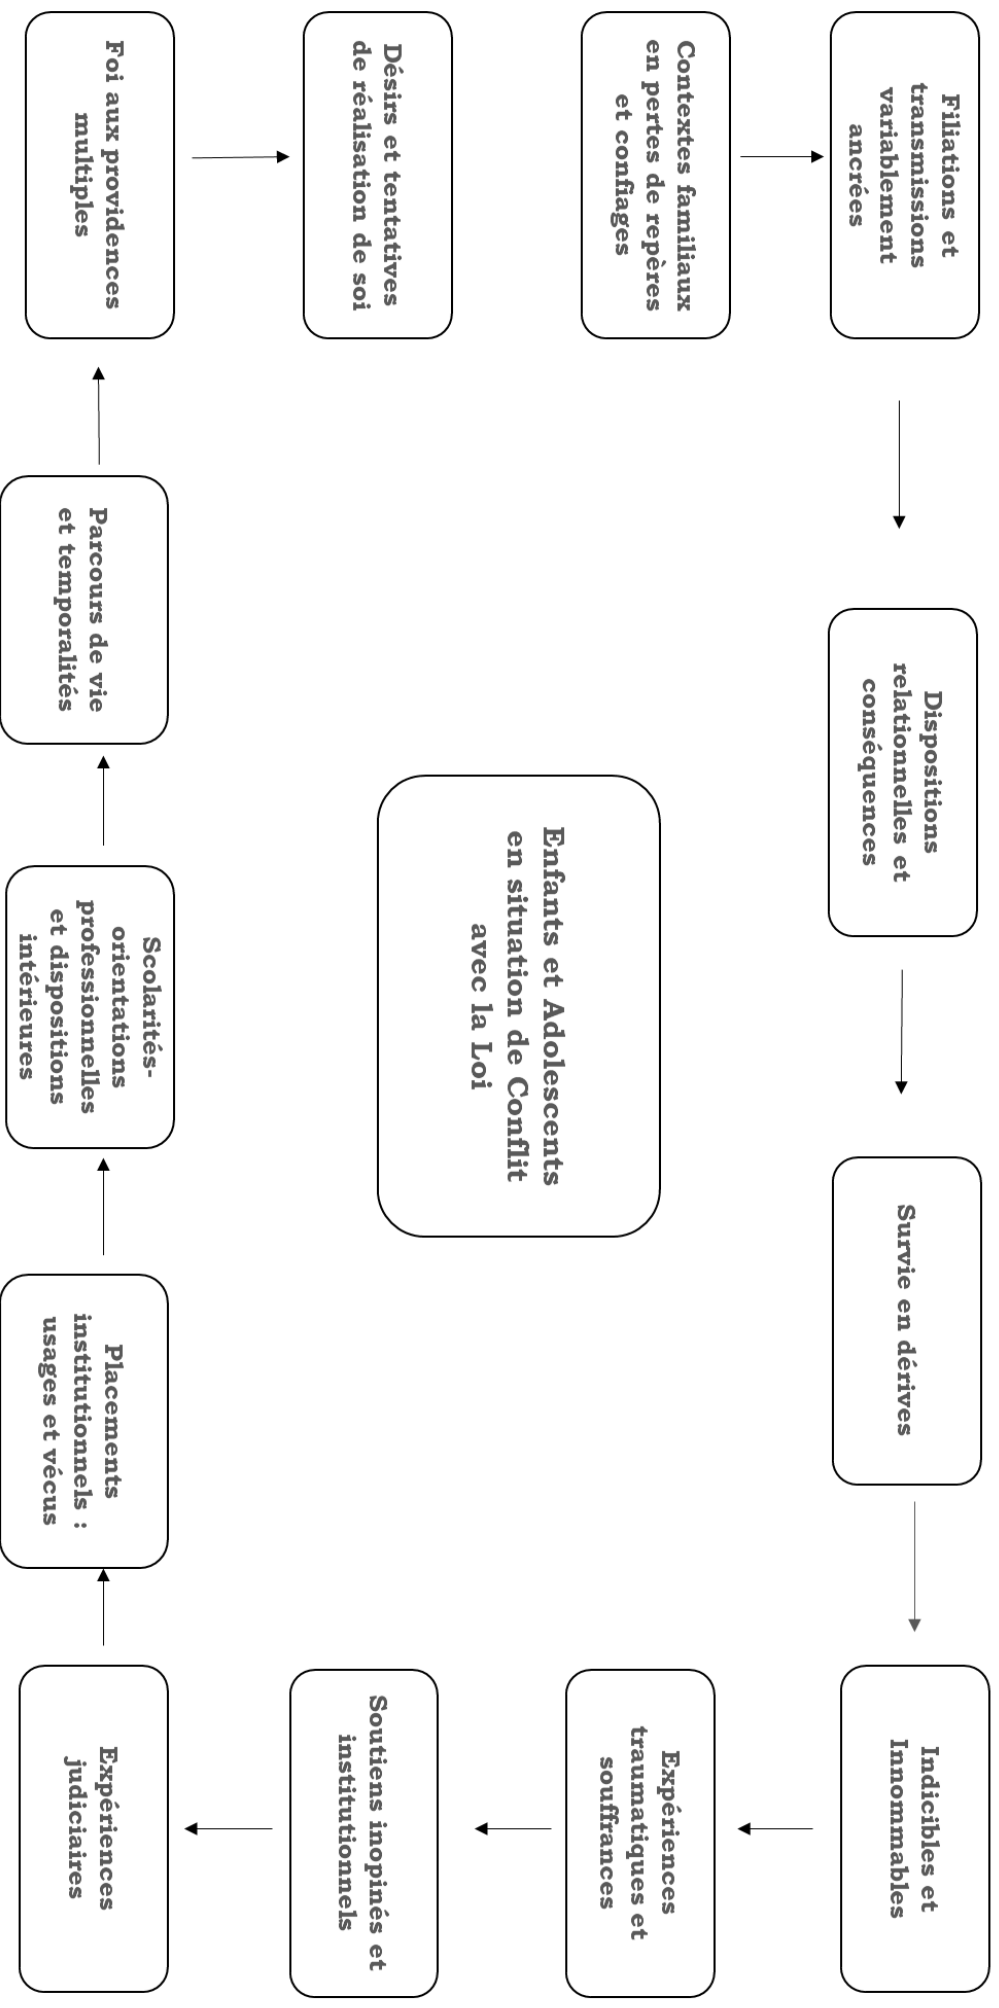 Filiations et
transmissions
variablement
ancrées
Dispositions
relationnelles et
conséquences
Survie en dérives
Indicibles et
Innommables
Contextes familiaux
en pertes de repères
et confiages
Enfants et Adolescents
en situation de Conflit
avec la Loi
Expériences
traumatiques et
souffrances
Désirs et tentatives
de réalisation de soi
Soutiens inopinés et
institutionnels
Foi aux providences
multiples
Parcours de vie
et temporalités
Scolarités-
orientations
professionnelles
et dispositions
intérieures
Placements
institutionnels :
usages et vécus
Expériences
judiciaires